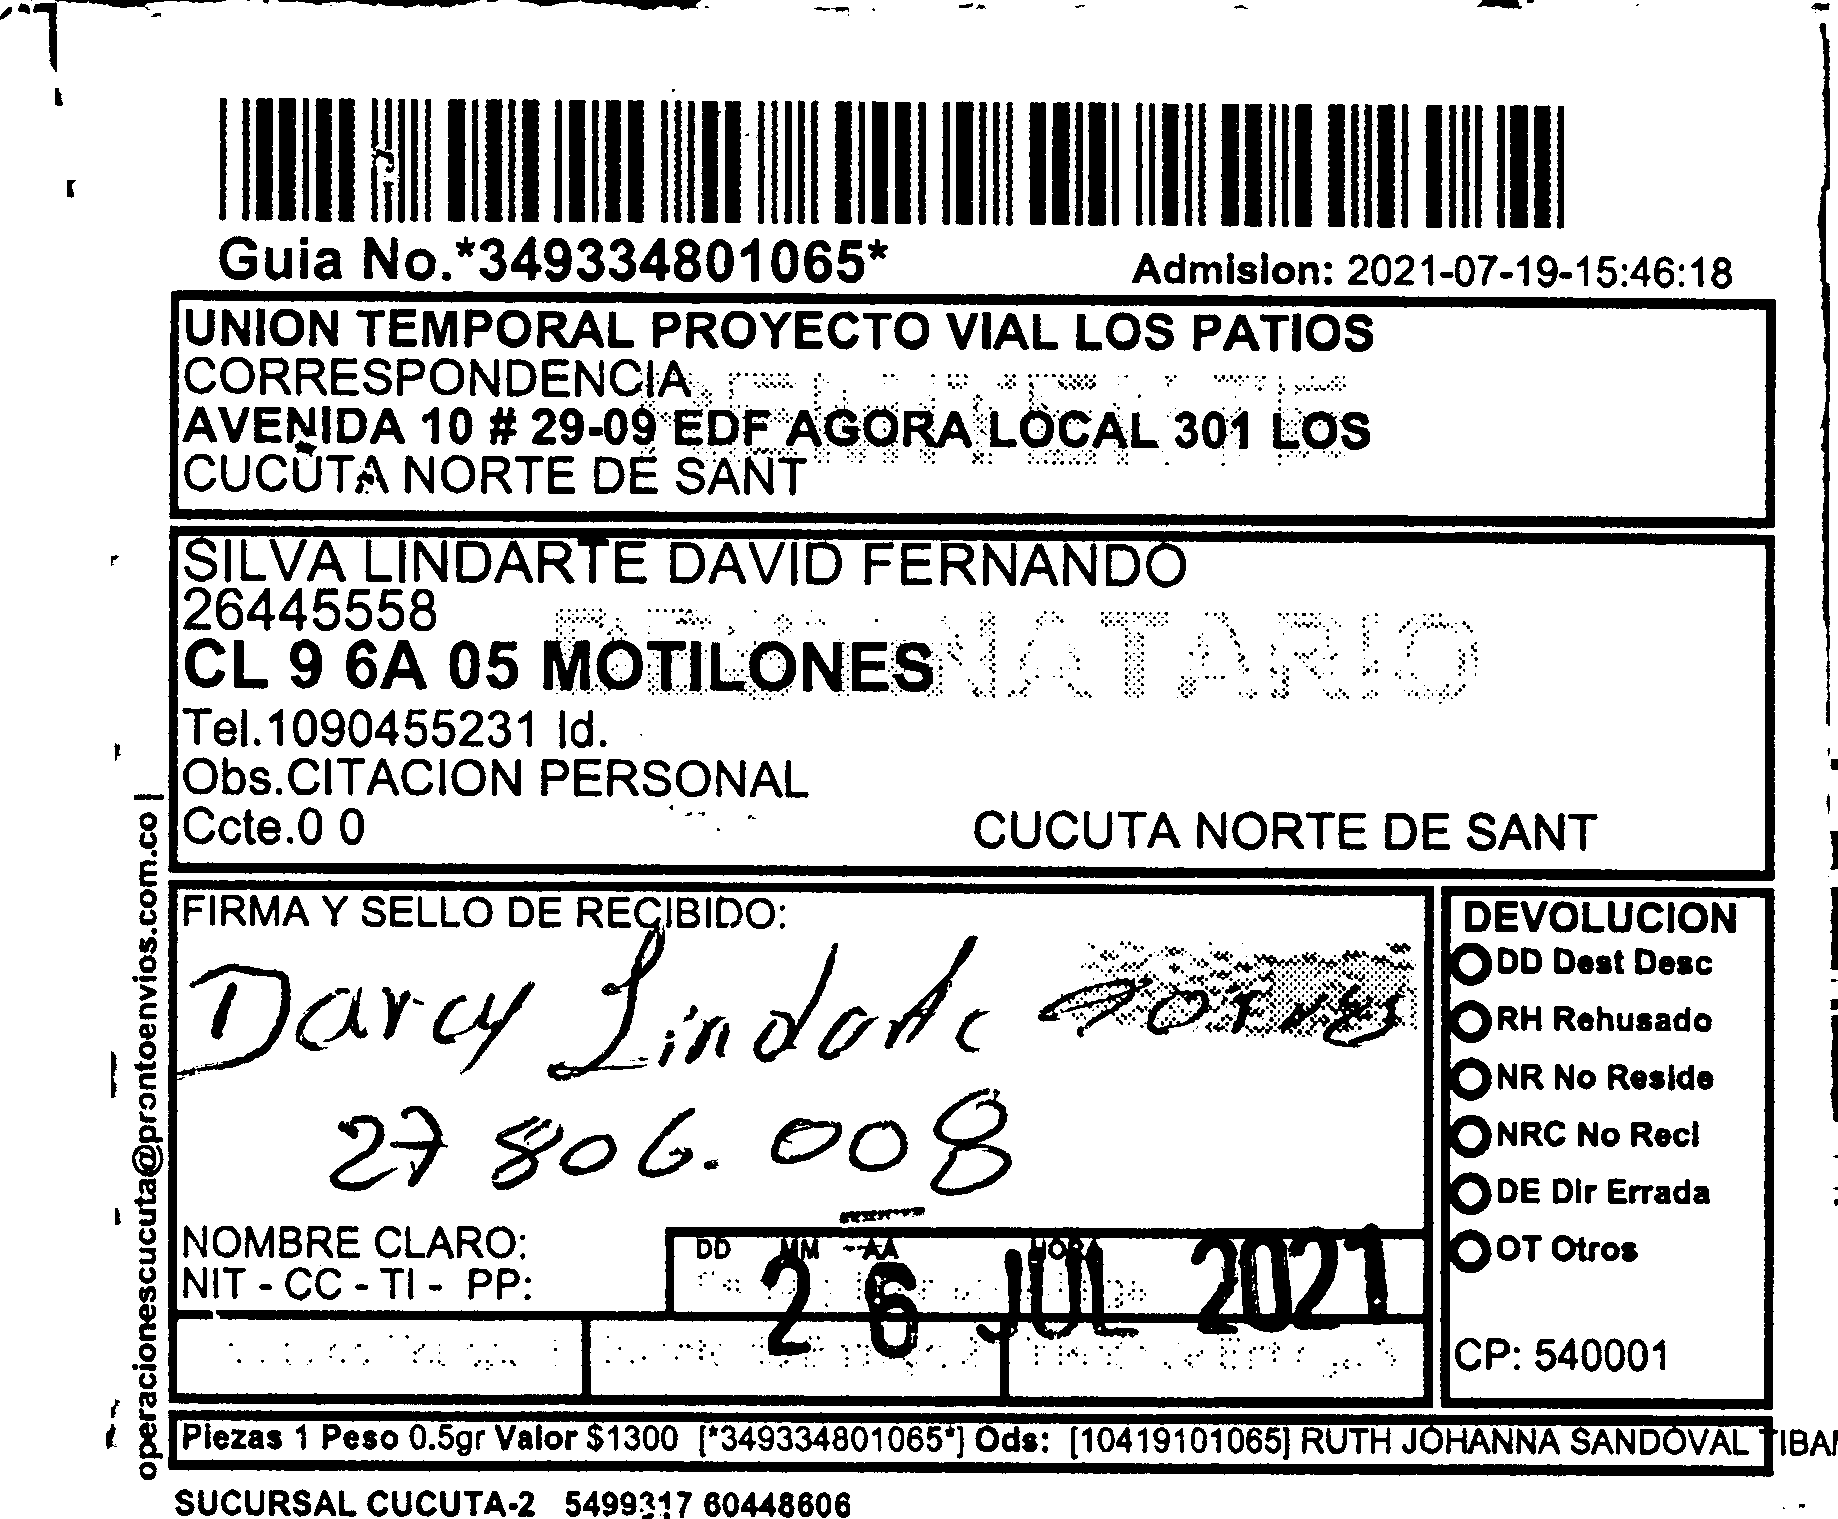 Guia No.*349334801065*
Admision: 2021-07-19-15:46:18
UNION TEMPORAL PROYECTO VIAL LOS PATIOS
CORRESPONDENCIA
AVENIDA 10 # 29-09 EDF AGORA LOCAL 301 LOS
CUCUTA NORTE DE SANT
SILVA LINDARTE DAVID FERNANDO
26445558
DESTINATARIO
CL 9 6A 05 MOTILONES
Tel.1090455231 Id.
Obs.CITACION PERSONAL
Ccte.0 0
CUCUTA NORTE DE SANT
operacionescucuta@prontoenvios.com.co |
FIRMA Y SELLO DE RECIBIDO:
Darcy Lindarte
27 806.008
NOMBRE CLARO:
NIT - CC - TI - PP:
DD MM AA HORA
26 JUL 2021
DEVOLUCION
DD Dest Desc
RH Rehusado
NR No Reside
NRC No Recl
DE Dir Errada
OT Otros
CP: 540001
Piezas 1 Peso 0.5gr Valor $1300 [*349334801065*] Ods: [10419101065] RUTH JOHANNA SANDOVAL TIBA
SUCURSAL CUCUTA-2 5499317 60448606